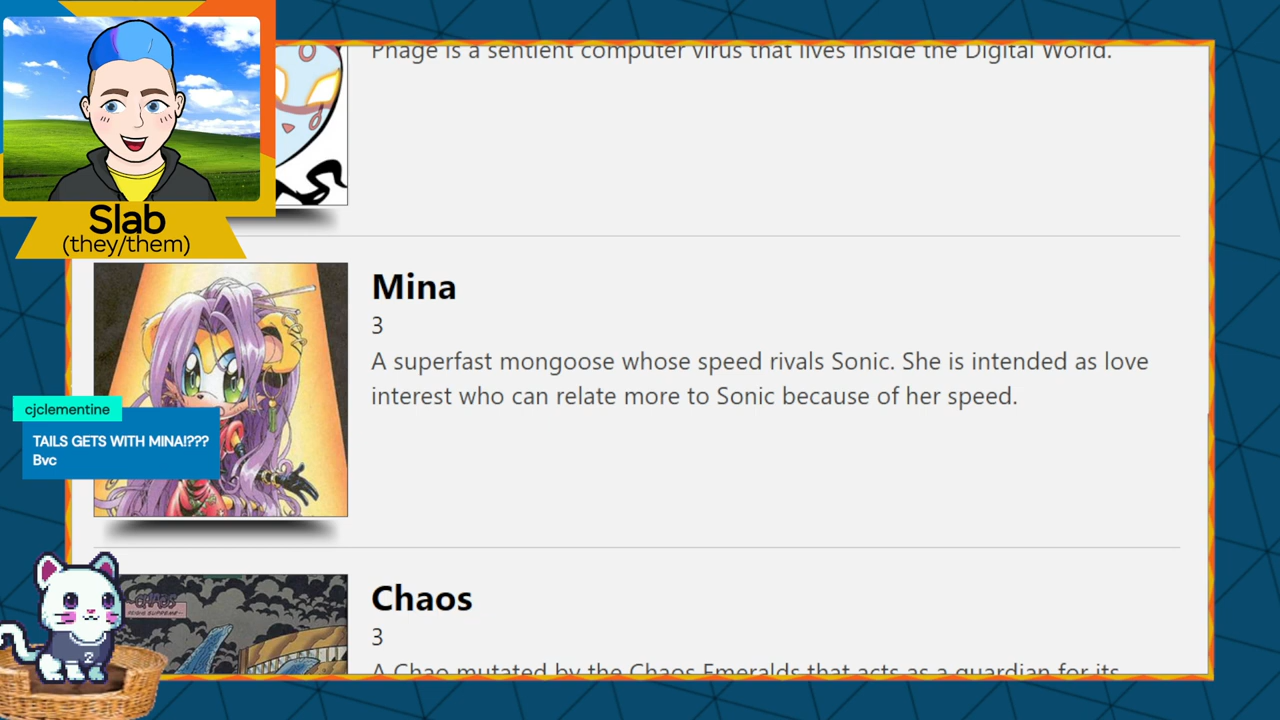 Phage is a sentient computer virus that lives inside the Digital World.
Slab
(they/them)
Mina
3
A superfast mongoose whose speed rivals Sonic. She is intended as love
interest who can relate more to Sonic because of her speed.
cjclementine
TAILS GETS WITH MINA!???
Bvc
Chaos
3
A Chao mutated by the Chaos Emeralds that acts as a guardian for its
CHAOS
2